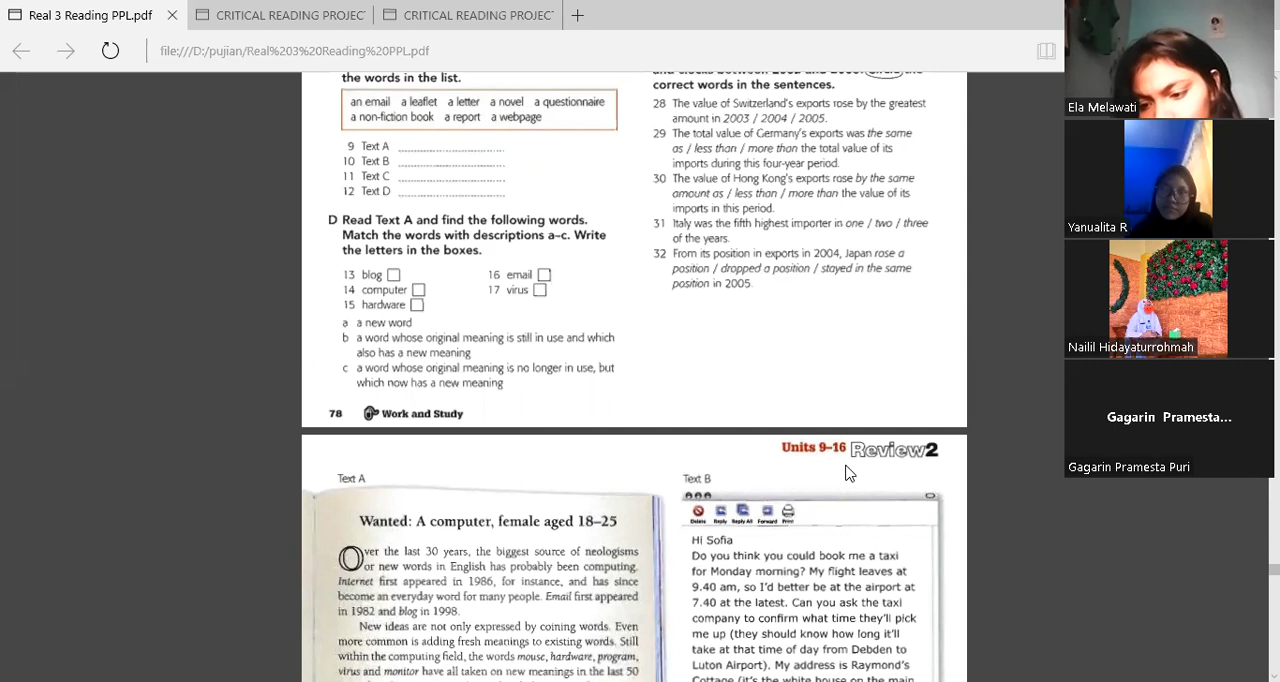 Real 3 Reading PPL.pdf
CRITICAL READING PROJECT
CRITICAL READING PROJECT
file:///D:/pujian/Real%203%20Reading%20PPL.pdf
the words in the list.
an email a leaflet a letter a novel a questionnaire
a non-fiction book a report a webpage
9 Text A
10 Text B
11 Text C
12 Text D
D Read Text A and find the following words.
Match the words with descriptions a–c. Write
the letters in the boxes.
13 blog
14 computer
15 hardware
16 email
17 virus
a a new word
b a word whose original meaning is still in use and which
also has a new meaning
c a word whose original meaning is no longer in use, but
which now has a new meaning
78 Work and Study
correct words in the sentences.
28 The value of Switzerland's exports rose by the greatest
amount in 2003 / 2004 / 2005.
29 The total value of Germany's exports was the same
as / less than / more than the total value of its
imports during this four-year period.
30 The value of Hong Kong's exports rose by the same
amount as / less than / more than the value of its
imports in this period.
31 Italy was the fifth highest importer in one / two / three
of the years.
32 From its position in exports in 2004, Japan rose a
position / dropped a position / stayed in the same
position in 2005.
Units 9–16 Review2
Text A
Wanted: A computer, female aged 18–25
Over the last 30 years, the biggest source of neologisms
or new words in English has probably been computing.
Internet first appeared in 1986, for instance, and has since
become an everyday word for many people. Email first appeared
in 1982 and blog in 1998.
New ideas are not only expressed by coining words. Even
more common is adding fresh meanings to existing words. Still
within the computing field, the words mouse, hardware, program,
virus and monitor have all taken on new meanings in the last 50
Text B
Delete Reply Reply All Forward Print
Hi Sofia
Do you think you could book me a taxi
for Monday morning? My flight leaves at
9.40 am, so I'd better be at the airport at
7.40 at the latest. Can you ask the taxi
company to confirm what time they'll pick
me up (they should know how long it'll
take at that time of day from Debden to
Luton Airport). My address is Raymond's
Cottage (it's the white house on the main
Ela Melawati
Yanualita R
Nailil Hidayaturrohmah
Gagarin Pramesta...
Gagarin Pramesta Puri